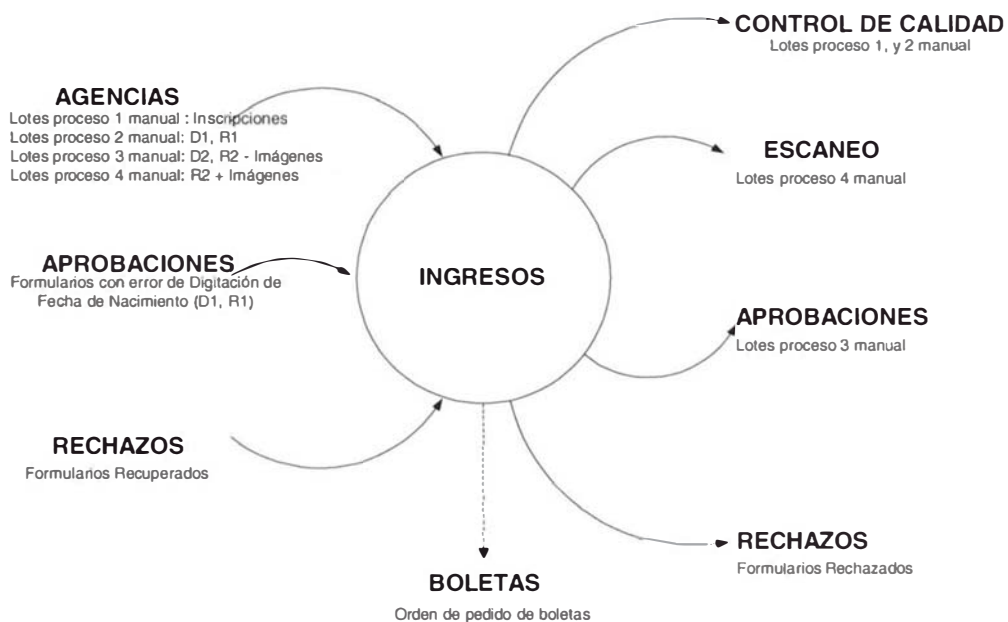 CONTROL DE CALIDAD
Lotes proceso 1, y 2 manual
AGENCIAS
Lotes proceso 1 manual : Inscripciones
Lotes proceso 2 manual: D1, R1
Lotes proceso 3 manual: D2, R2 - Imágenes
Lotes proceso 4 manual: R2 + Imágenes
ESCANEO
Lotes proceso 4 manual
APROBACIONES
Formularios con error de Digitación de
Fecha de Nacimiento (D1, R1)
INGRESOS
APROBACIONES
Lotes proceso 3 manual
RECHAZOS
Formularios Recuperados
RECHAZOS
Formularios Rechazados
BOLETAS
Orden de pedido de boletas